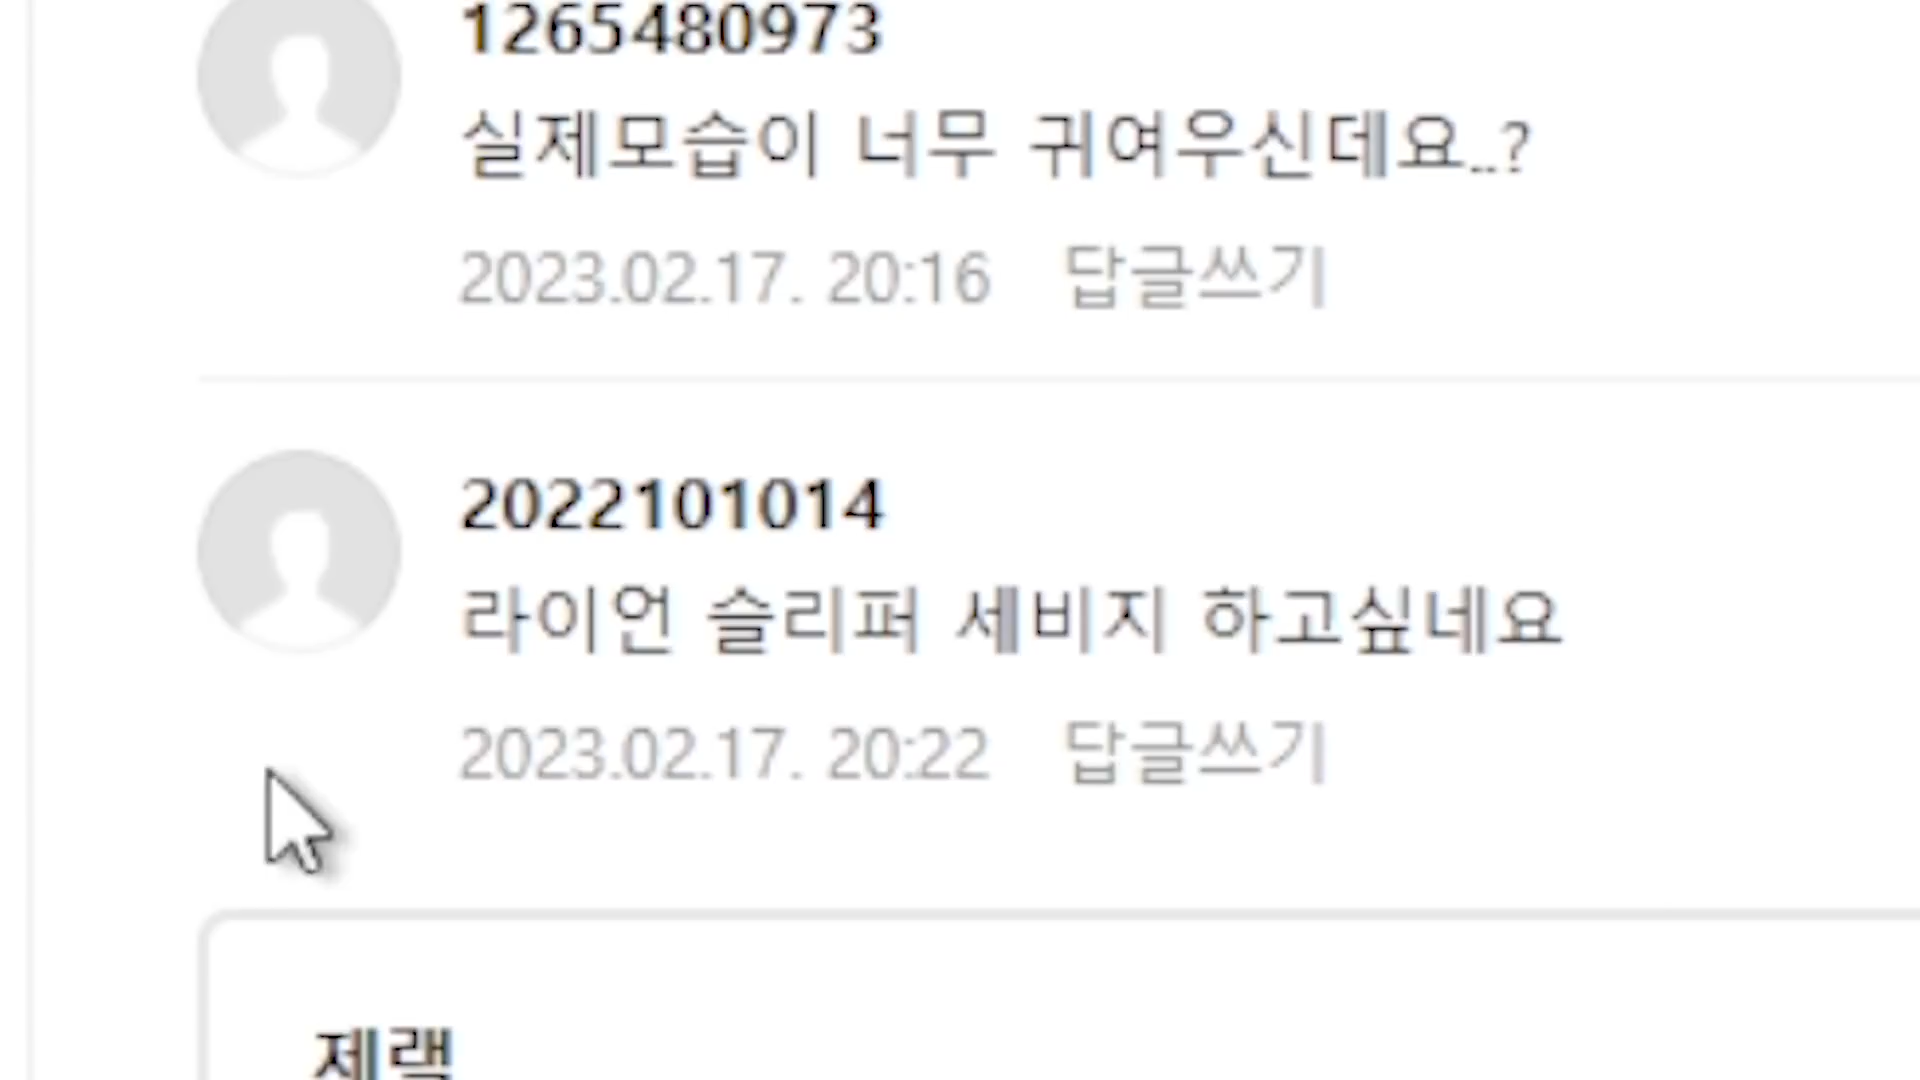 1265480973
실제모습이 너무 귀여우신데요..?
2023.02.17. 20:16 답글쓰기
2022101014
라이언 슬리퍼 세비지 하고싶네요
2023.02.17. 20:22 답글쓰기
제랙